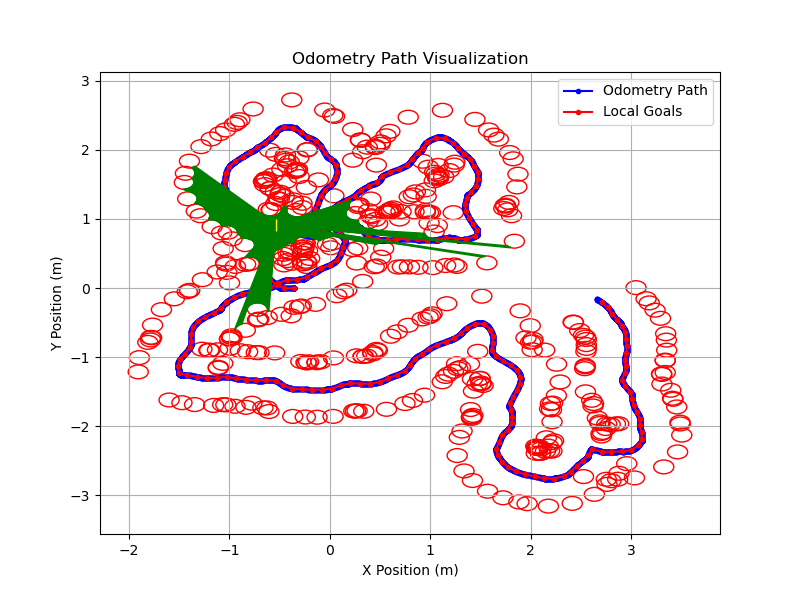 Odometry Path Visualization
Odometry Path
Local Goals
Y Position (m)
3
2
1
0
−1
−2
−3
−2
−1
0
1
2
3
X Position (m)